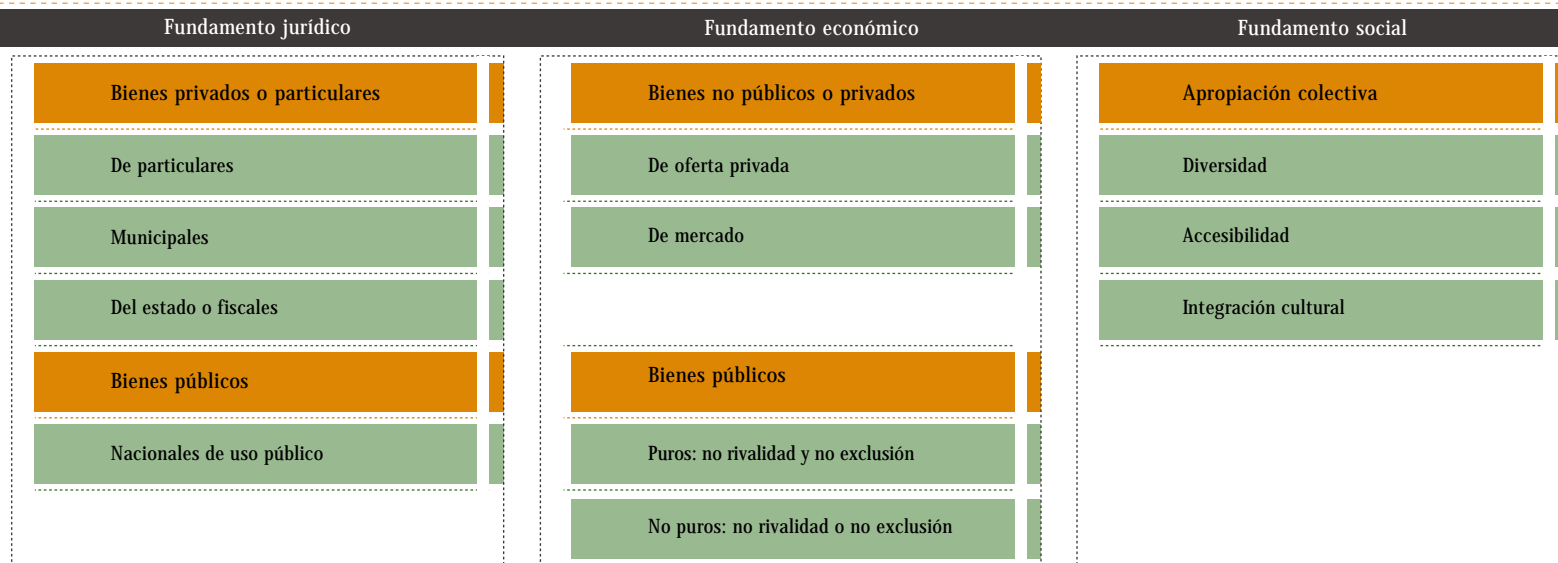 Fundamento jurídico
Bienes privados o particulares
De particulares
Municipales
Del estado o fiscales
Bienes públicos
Nacionales de uso público
Fundamento económico
Bienes no públicos o privados
De oferta privada
De mercado
Bienes públicos
Puros: no rivalidad y no exclusión
No puros: no rivalidad o no exclusión
Fundamento social
Apropiación colectiva
Diversidad
Accesibilidad
Integración cultural